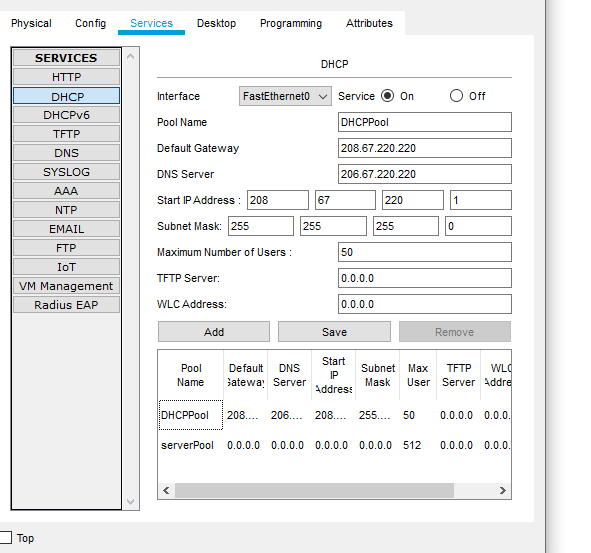 Physical Config Services Desktop Programming Attributes
SERVICES
HTTP
DHCP
DHCPv6
TFTP
DNS
SYSLOG
AAA
NTP
EMAIL
FTP
IoT
VM Management
Radius EAP
DHCP
Interface FastEthernet0 Service On Off
Pool Name DHCPPool
Default Gateway 208.67.220.220
DNS Server 206.67.220.220
Start IP Address : 208 67 220 1
Subnet Mask: 255 255 255 0
Maximum Number of Users : 50
TFTP Server: 0.0.0.0
WLC Address: 0.0.0.0
Add Save Remove
Pool Name Default Gateway DNS Server Start IP Address Subnet Mask Max User TFTP Server WLC Addre
DHCPPool 208.... 206.... 208.... 255.... 50 0.0.0.0 0.0.0.
serverPool 0.0.0.0 0.0.0.0 0.0.0.0 0.0.0.0 512 0.0.0.0 0.0.0.
Top